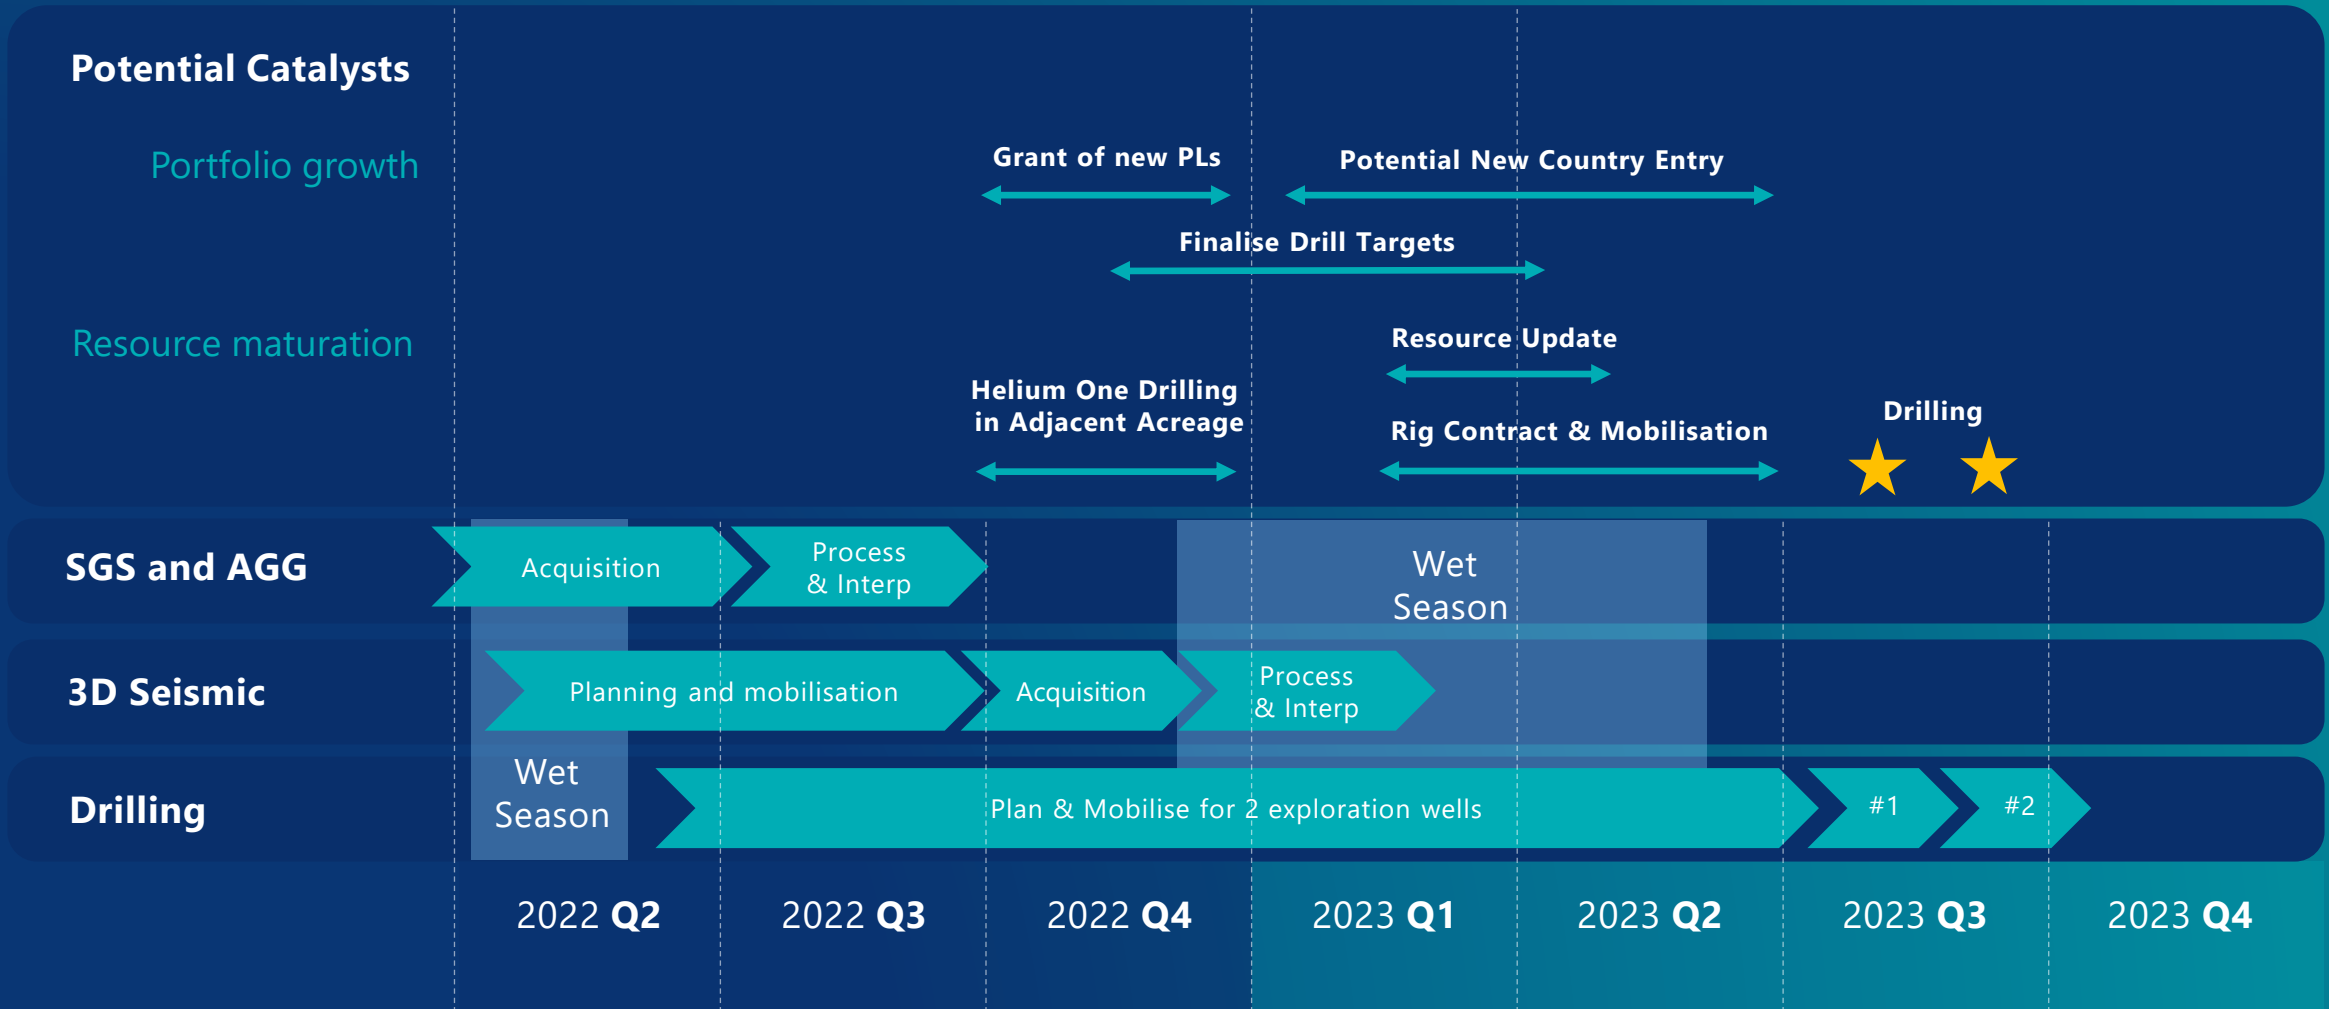 Potential Catalysts
Portfolio growth
Grant of new PLs
Potential New Country Entry
Finalise Drill Targets
Resource maturation
Resource Update
Helium One Drilling
in Adjacent Acreage
Rig Contract & Mobilisation
Drilling
SGS and AGG
Acquisition
Process
& Interp
Wet
Season
3D Seismic
Planning and mobilisation
Acquisition
Process
& Interp
Wet
Season
Drilling
Plan & Mobilise for 2 exploration wells
#1
#2
2022 Q2
2022 Q3
2022 Q4
2023 Q1
2023 Q2
2023 Q3
2023 Q4